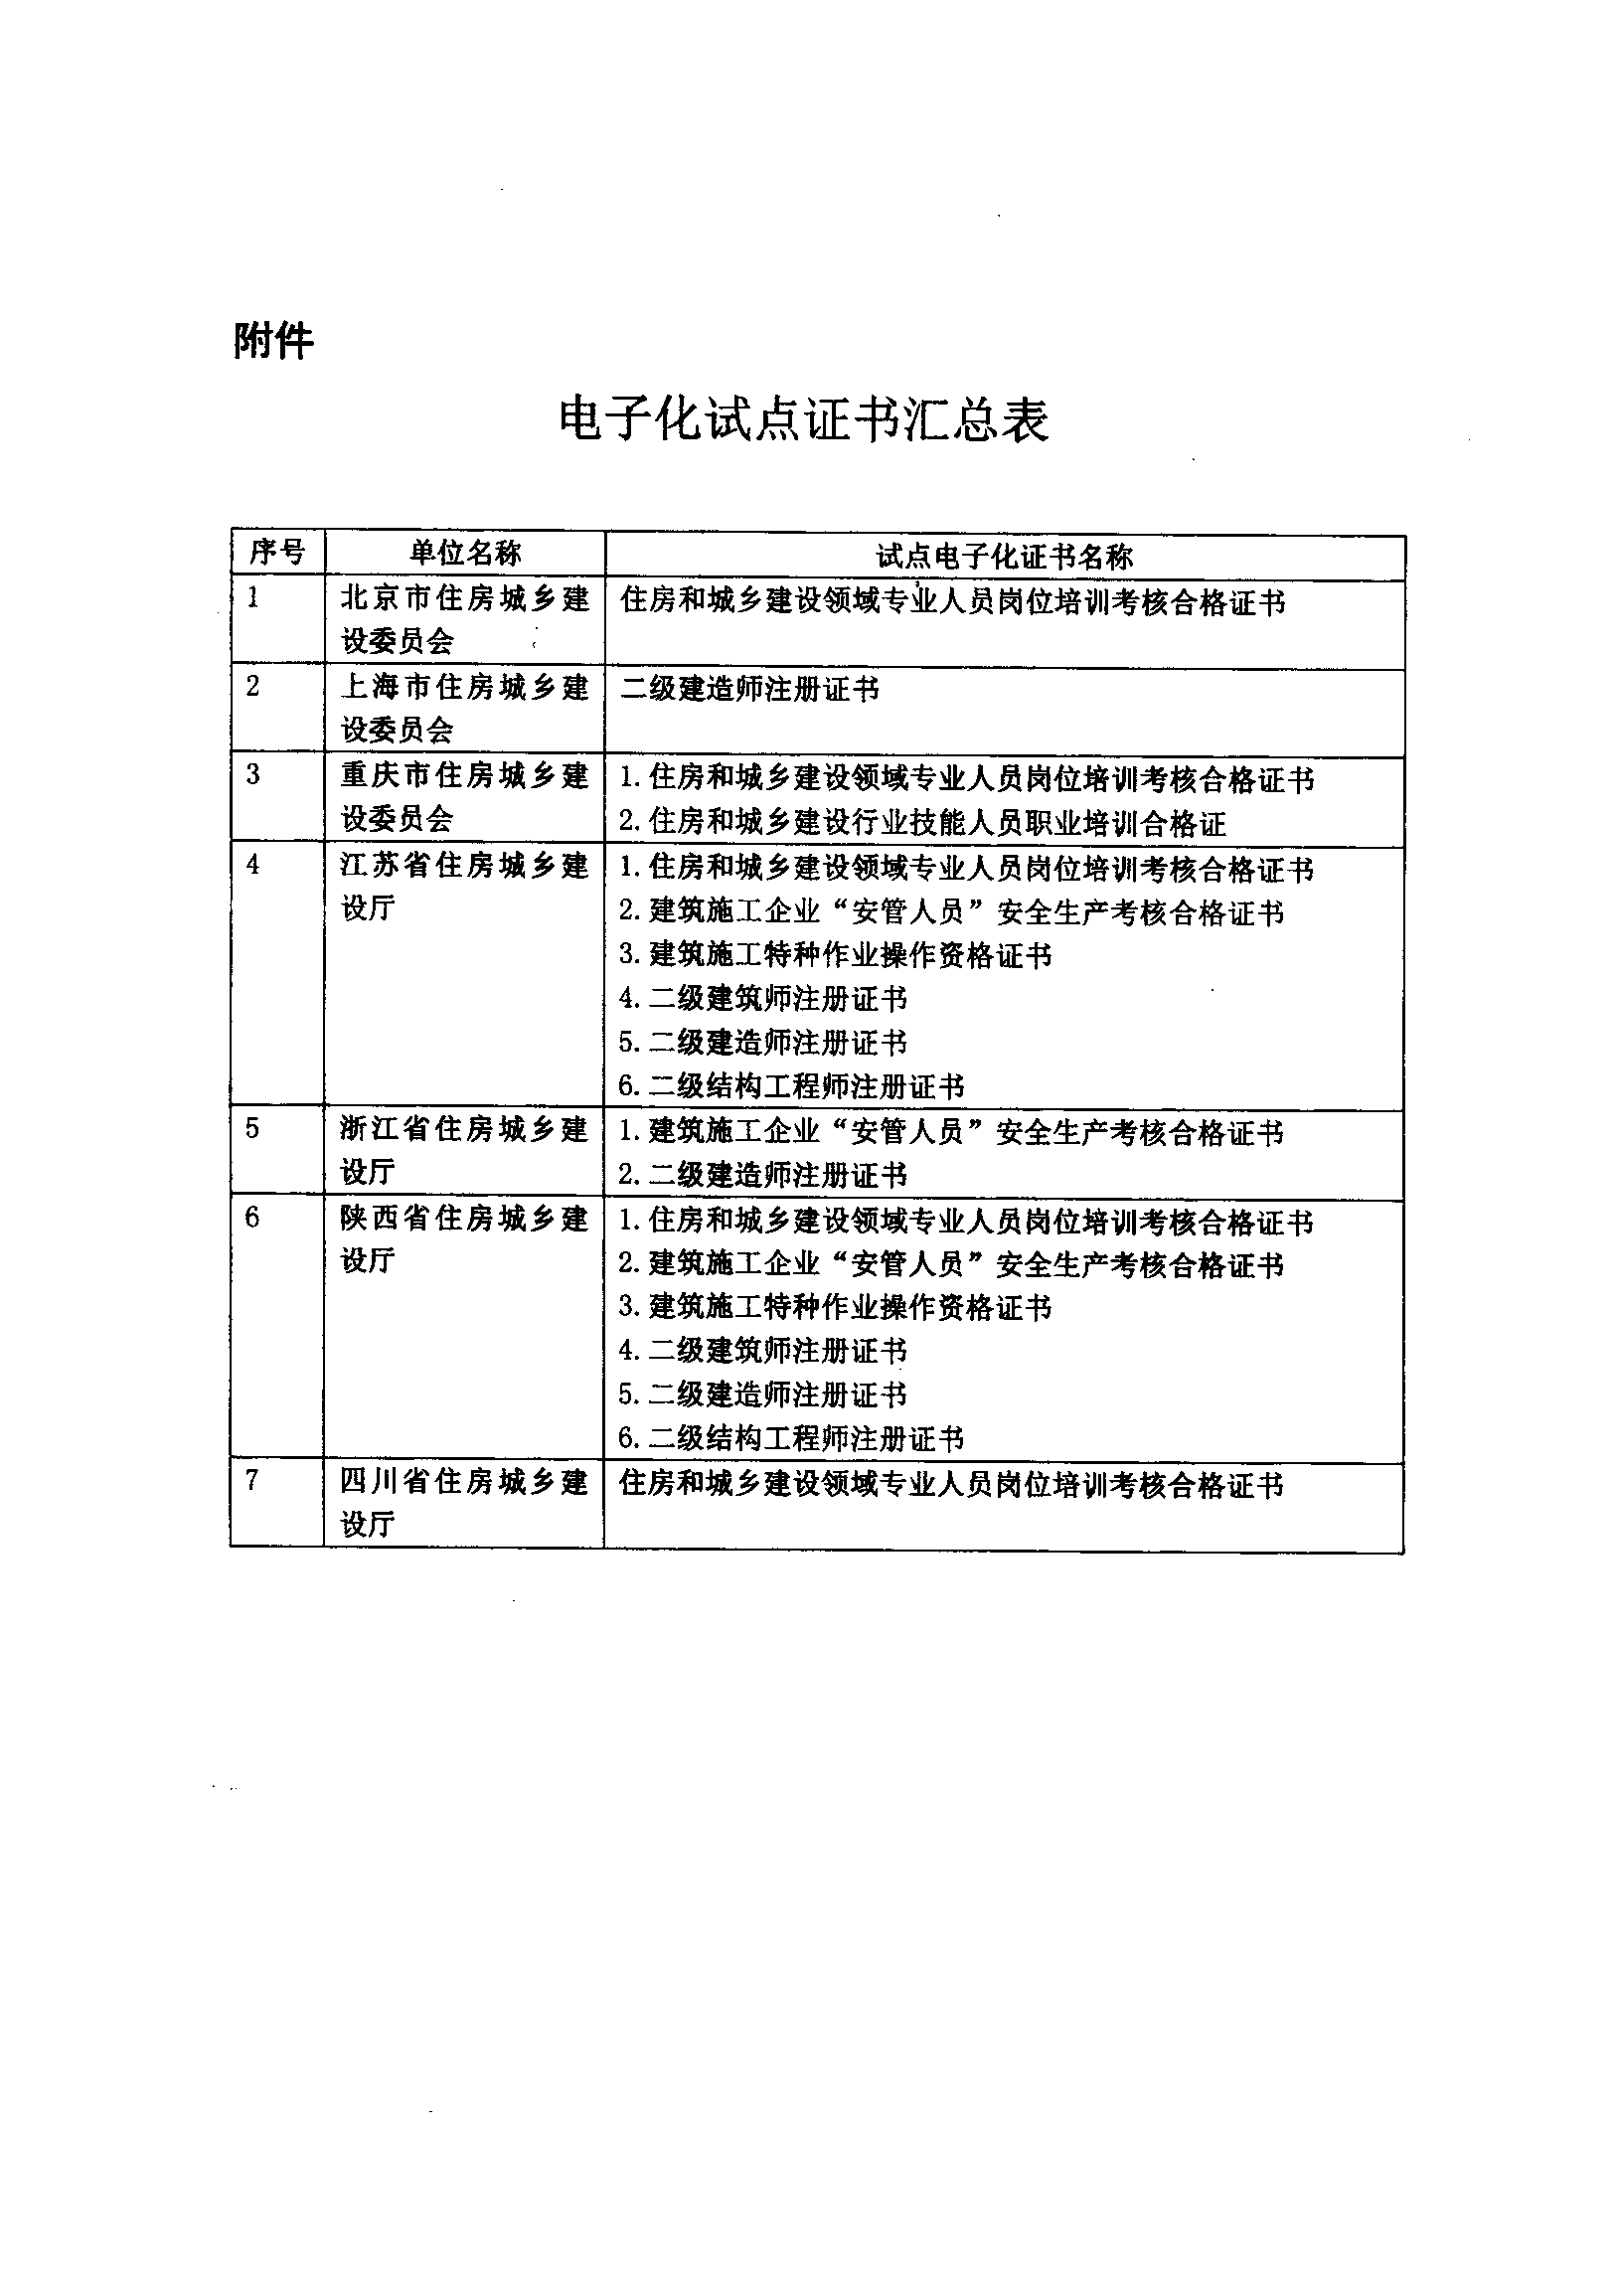 附件
电子化试点证书汇总表
序号 单位名称 试点电子化证书名称
1 北京市住房城乡建 住房和城乡建设领域专业人员岗位培训考核合格证书
设委员会
2 上海市住房城乡建 二级建造师注册证书
设委员会
3 重庆市住房城乡建 1.住房和城乡建设领域专业人员岗位培训考核合格证书
设委员会 2.住房和城乡建设行业技能人员职业培训合格证
4 江苏省住房城乡建 1.住房和城乡建设领域专业人员岗位培训考核合格证书
设厅 2.建筑施工企业“安管人员”安全生产考核合格证书
3.建筑施工特种作业操作资格证书
4.二级建筑师注册证书
5.二级建造师注册证书
6.二级结构工程师注册证书
5 浙江省住房城乡建 1.建筑施工企业“安管人员”安全生产考核合格证书
设厅 2.二级建造师注册证书
6 陕西省住房城乡建 1.住房和城乡建设领域专业人员岗位培训考核合格证书
设厅 2.建筑施工企业“安管人员”安全生产考核合格证书
3.建筑施工特种作业操作资格证书
4.二级建筑师注册证书
5.二级建造师注册证书
6.二级结构工程师注册证书
7 四川省住房城乡建 住房和城乡建设领域专业人员岗位培训考核合格证书
设厅